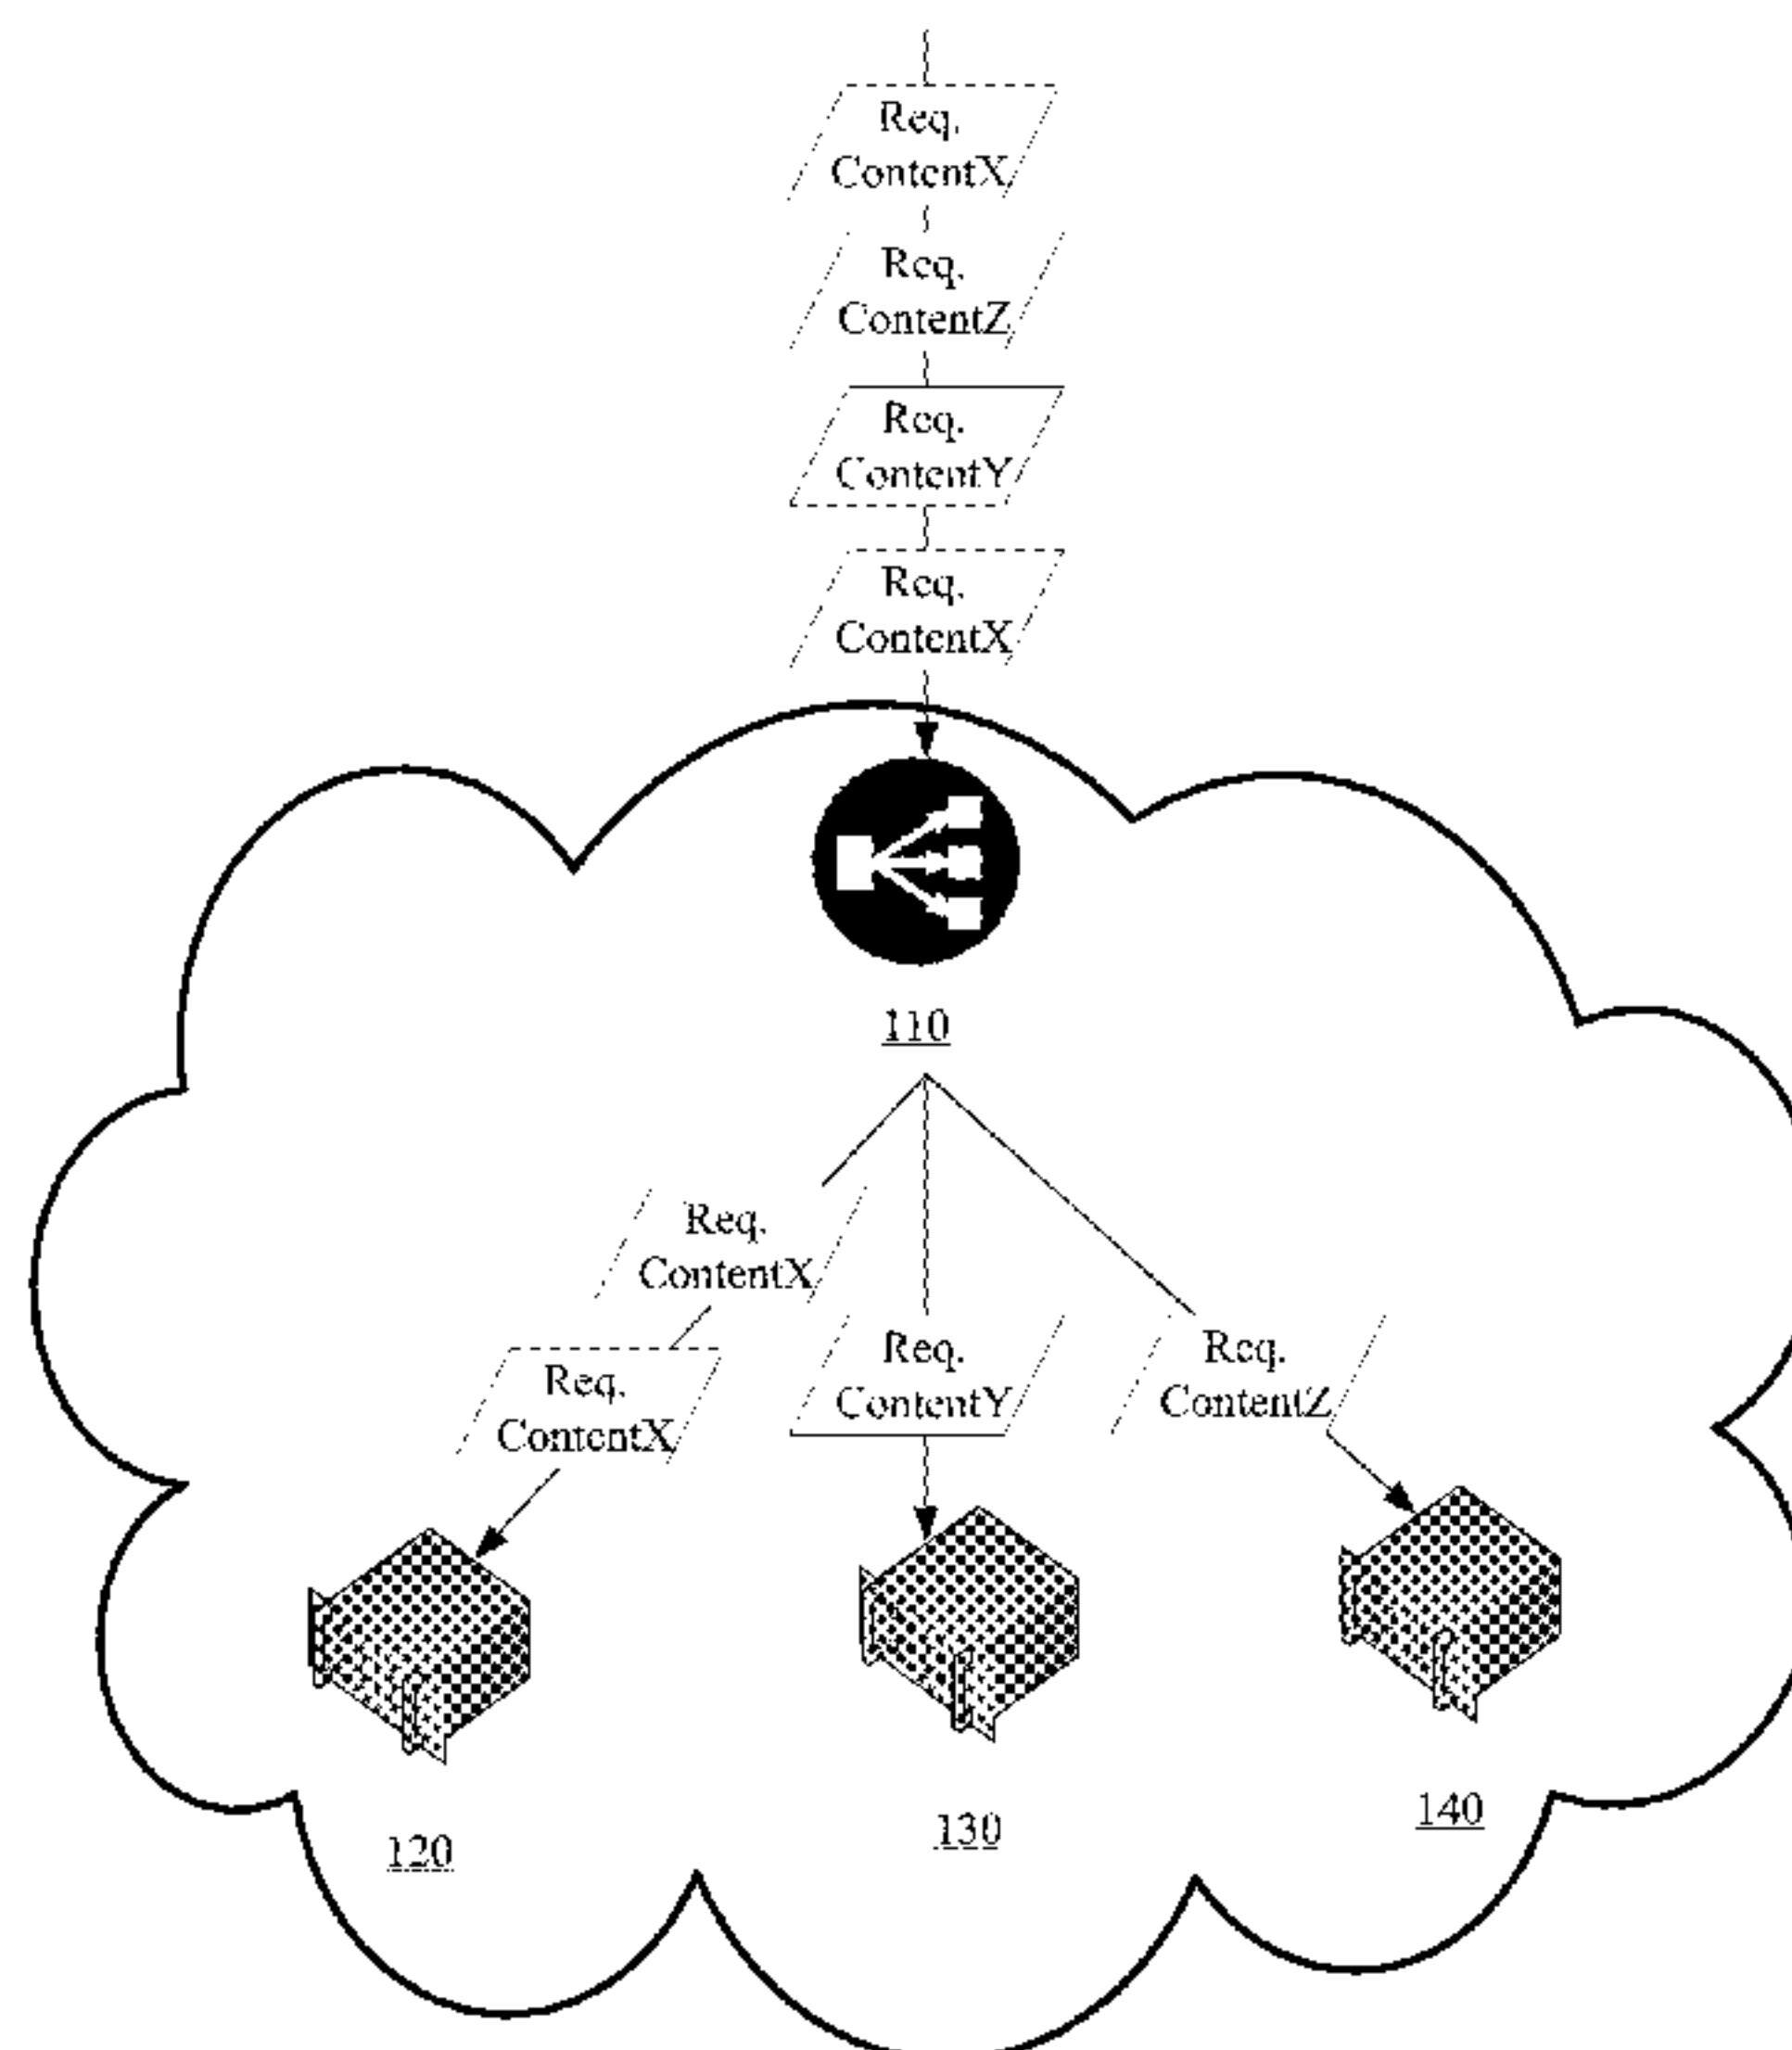 Req.
ContentX
Req.
ContentZ
Req.
ContentY
Req.
ContentX
110
Req.
ContentX
Req.
ContentX
Req.
ContentY
Req.
ContentZ
120
130
140